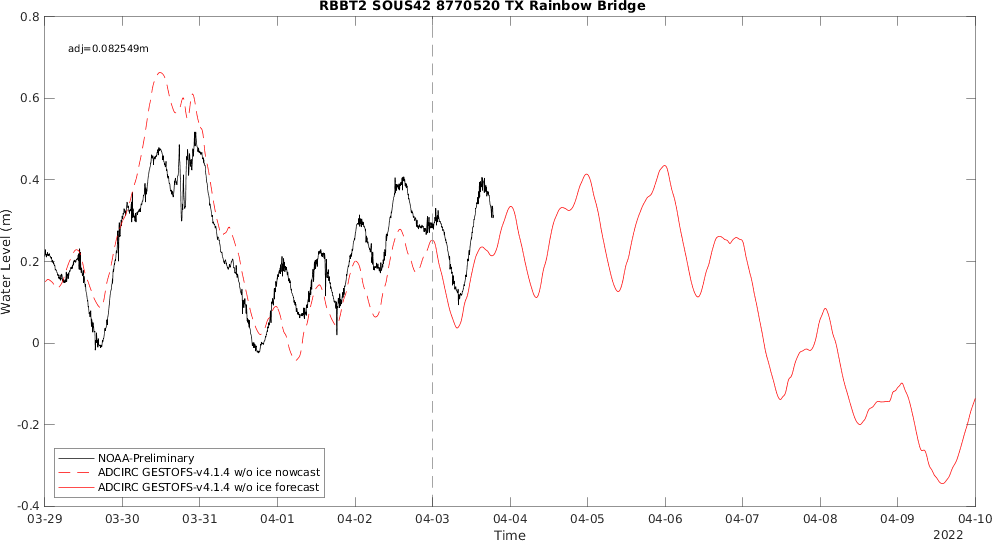 RBBT2 SOUS42 8770520 TX Rainbow Bridge
adj=0.082549m
0.8
0.6
0.4
0.2
0
-0.2
-0.4
Water Level (m)
NOAA-Preliminary
ADCIRC GESTOFS-v4.1.4 w/o ice nowcast
ADCIRC GESTOFS-v4.1.4 w/o ice forecast
03-29 03-30 03-31 04-01 04-02 04-03 04-04 04-05 04-06 04-07 04-08 04-09 04-10
Time
2022